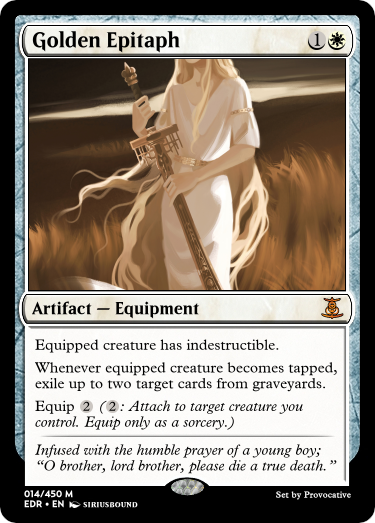 Golden Epitaph 1
Artifact — Equipment
Equipped creature has indestructible.
Whenever equipped creature becomes tapped,
exile up to two target cards from graveyards.
Equip 2 (2: Attach to target creature you
control. Equip only as a sorcery.)
Infused with the humble prayer of a young boy;
“O brother, lord brother, please die a true death.”
014/450 M
EDR • EN SIRIUSBOUND
Set by Provocative